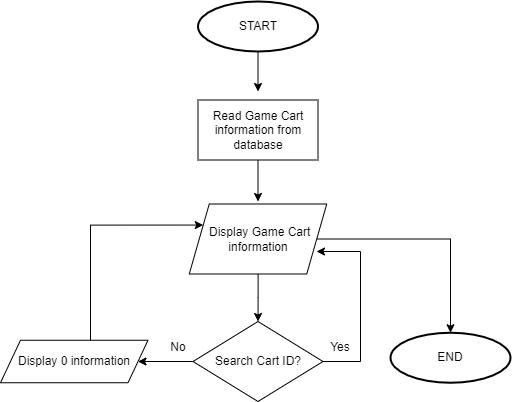 START
Read Game Cart
information from
database
Display Game Cart
information
No
Yes
Display 0 information
Search Cart ID?
END